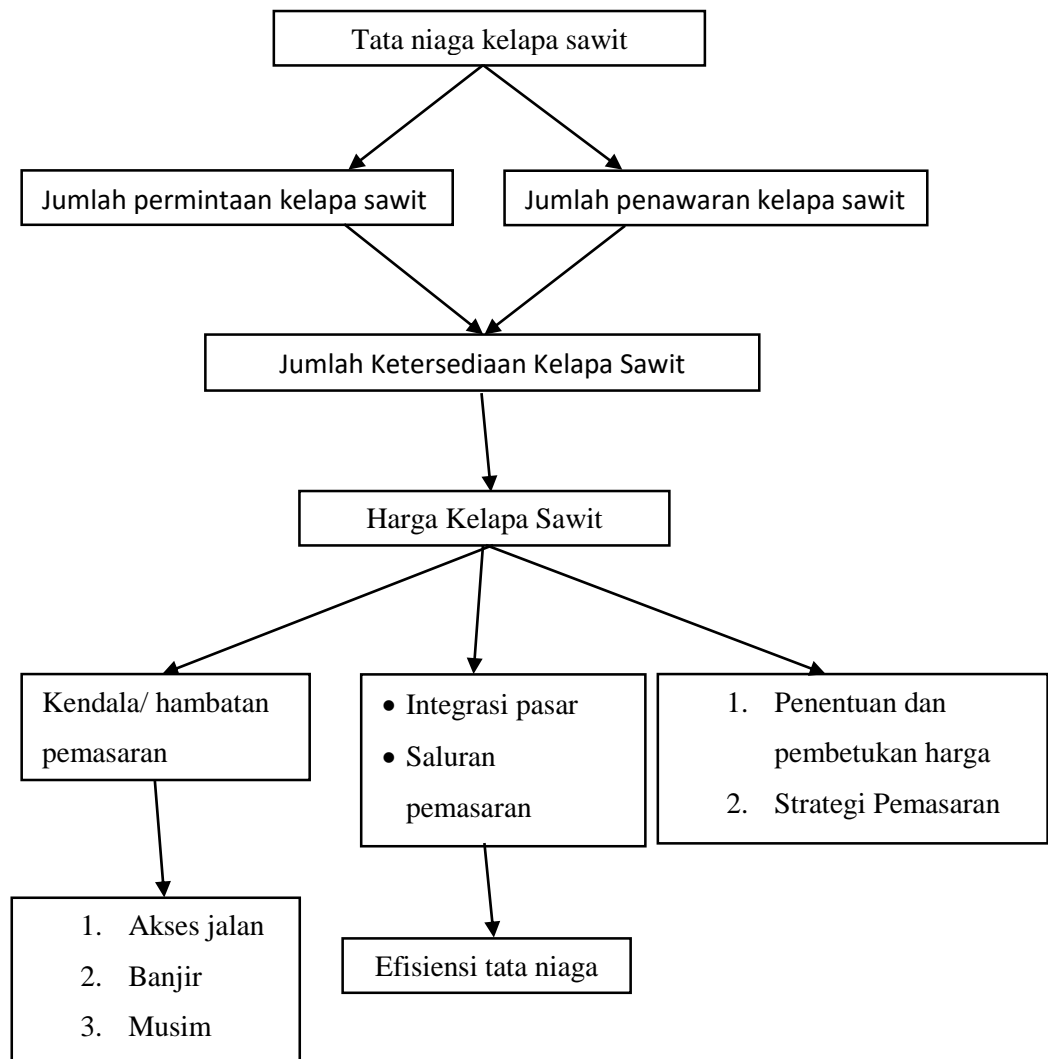 Tata niaga kelapa sawit
Jumlah permintaan kelapa sawit
Jumlah penawaran kelapa sawit
Jumlah Ketersediaan Kelapa Sawit
Harga Kelapa Sawit
Kendala/ hambatan
pemasaran
• Integrasi pasar
• Saluran
pemasaran
1. Penentuan dan
pembetukan harga
2. Strategi Pemasaran
1. Akses jalan
2. Banjir
3. Musim
Efisiensi tata niaga